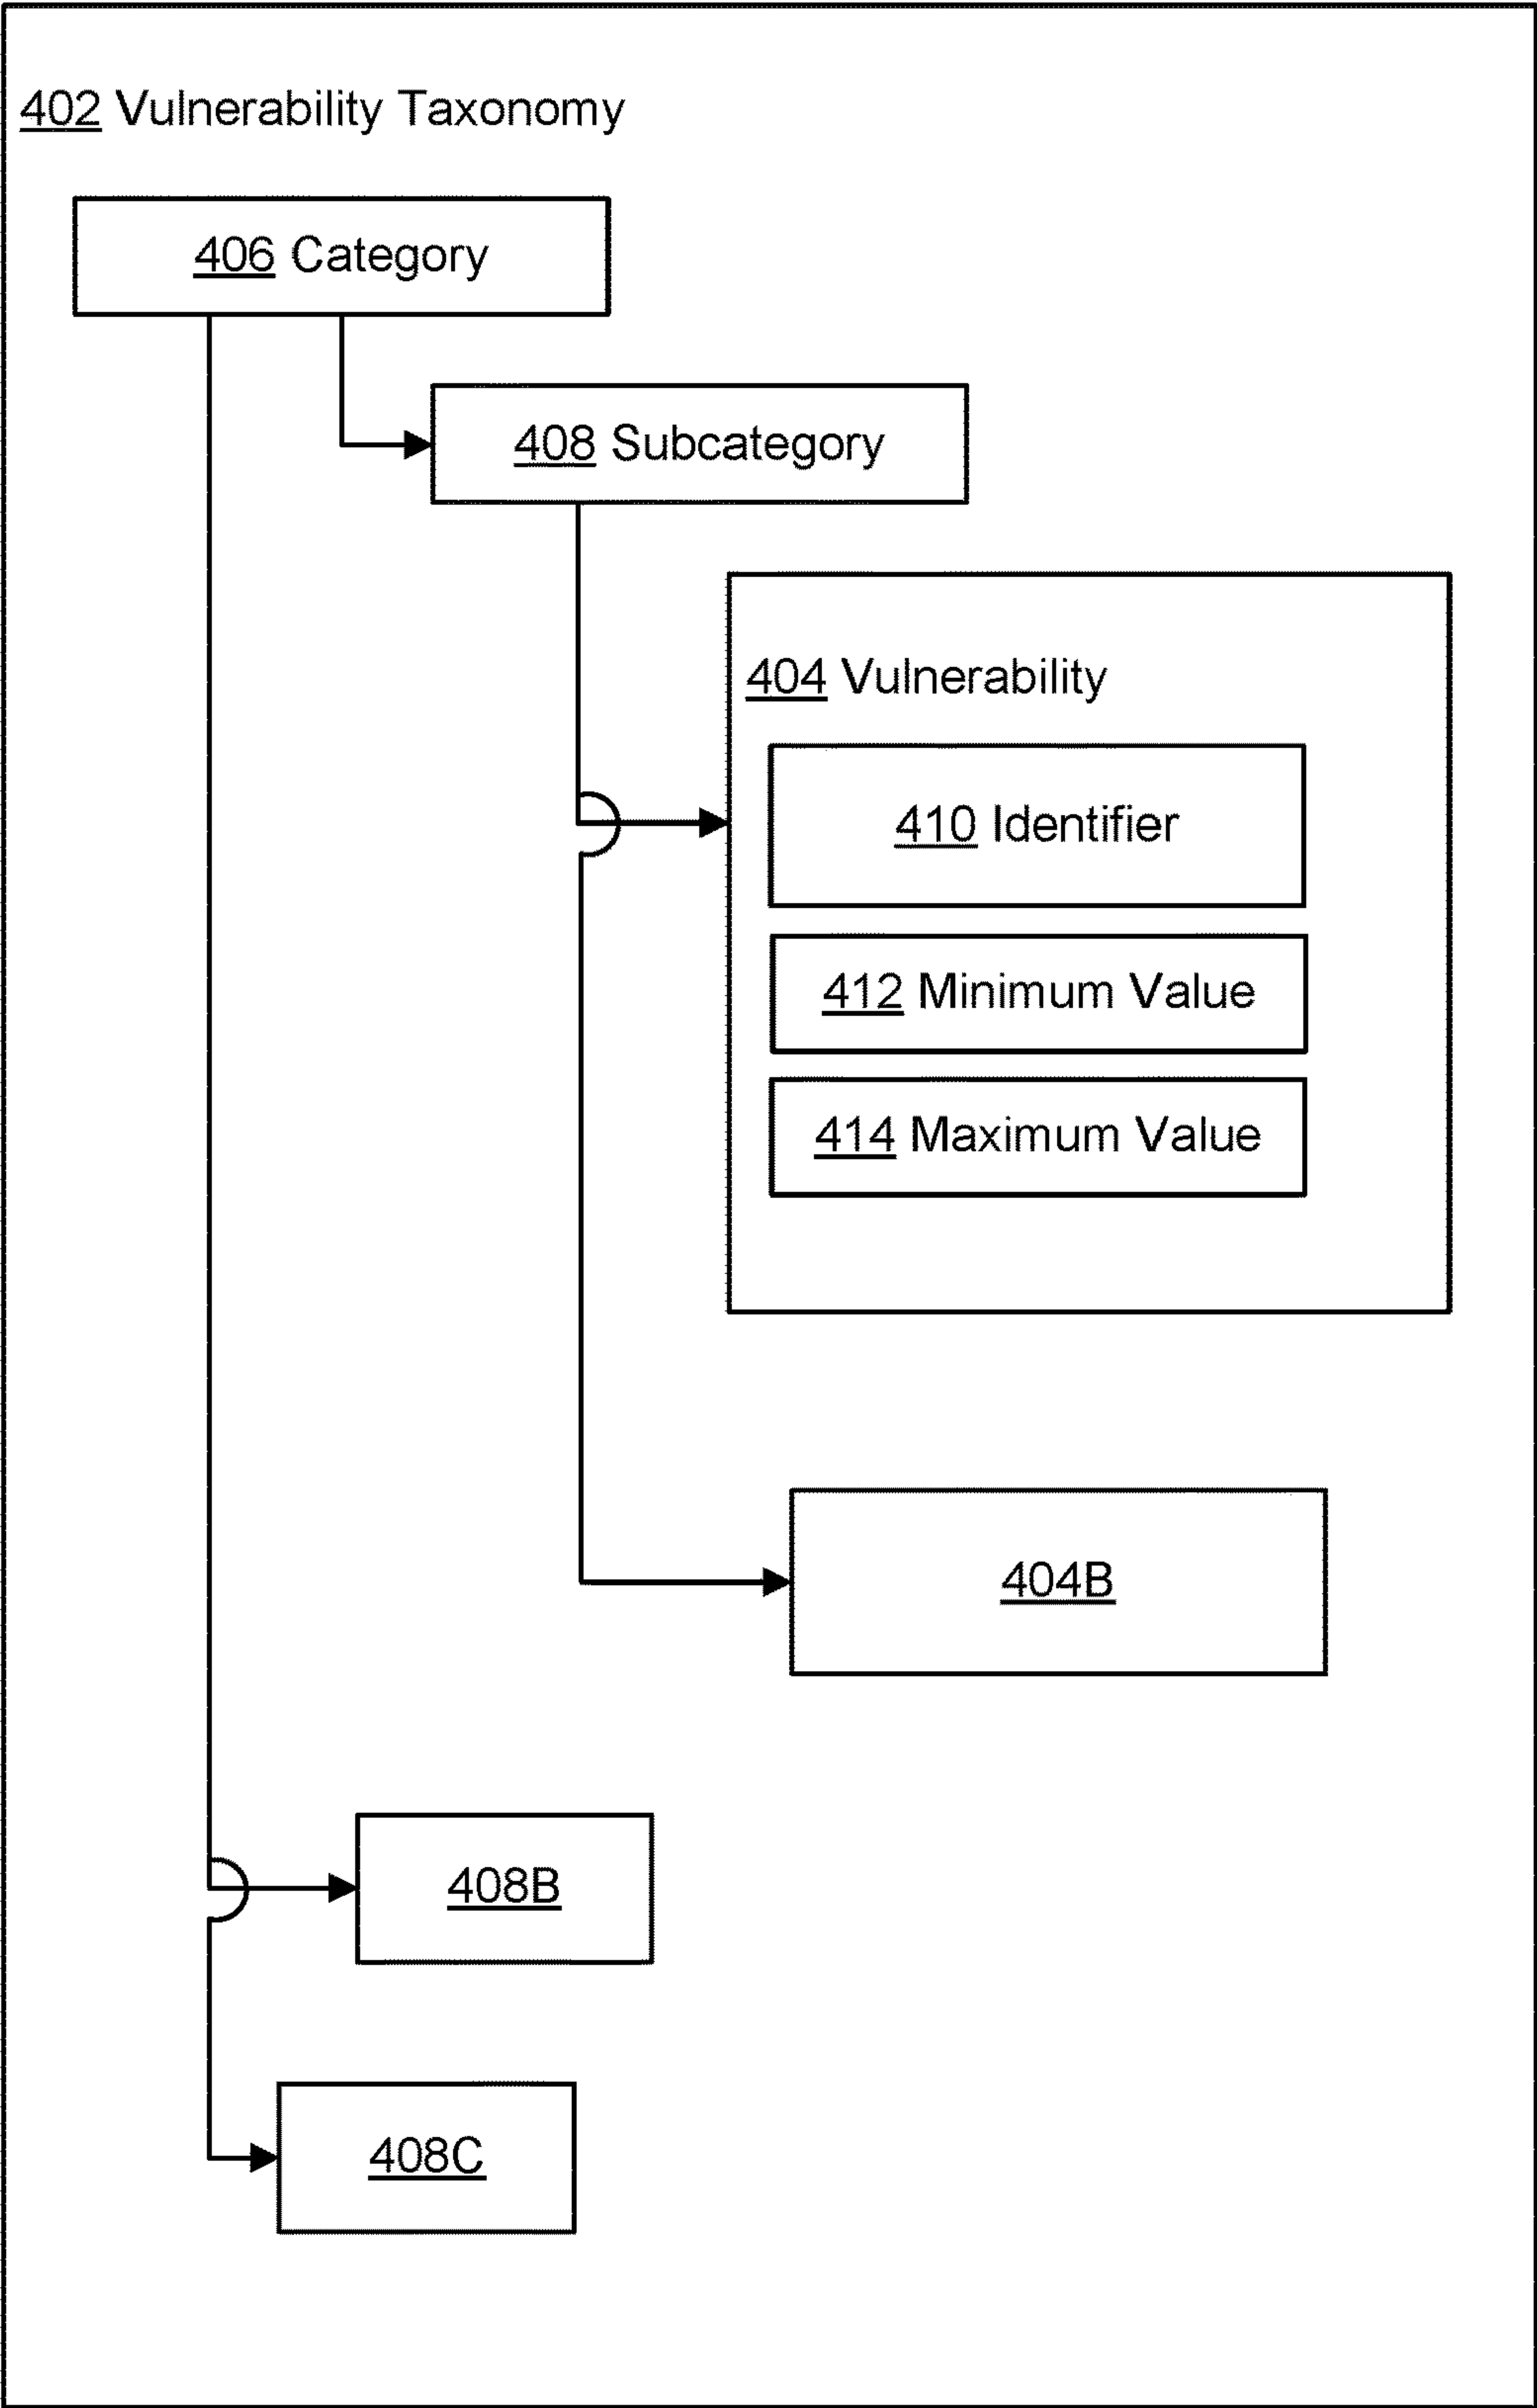 402 Vulnerability Taxonomy
406 Category
408 Subcategory
404 Vulnerability
410 Identifier
412 Minimum Value
414 Maximum Value
404B
408B
408C